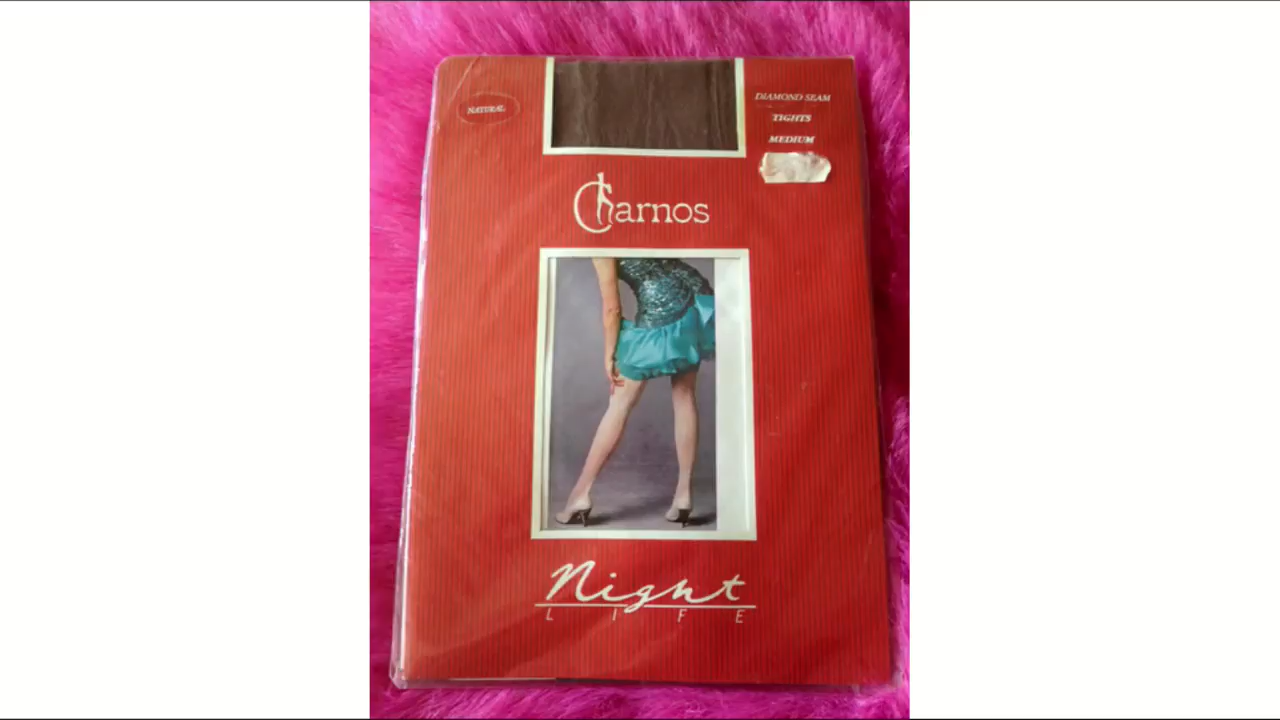 NATURAL
DIAMOND SEAM
TIGHTS
MEDIUM
Charnos
Night
LIFE